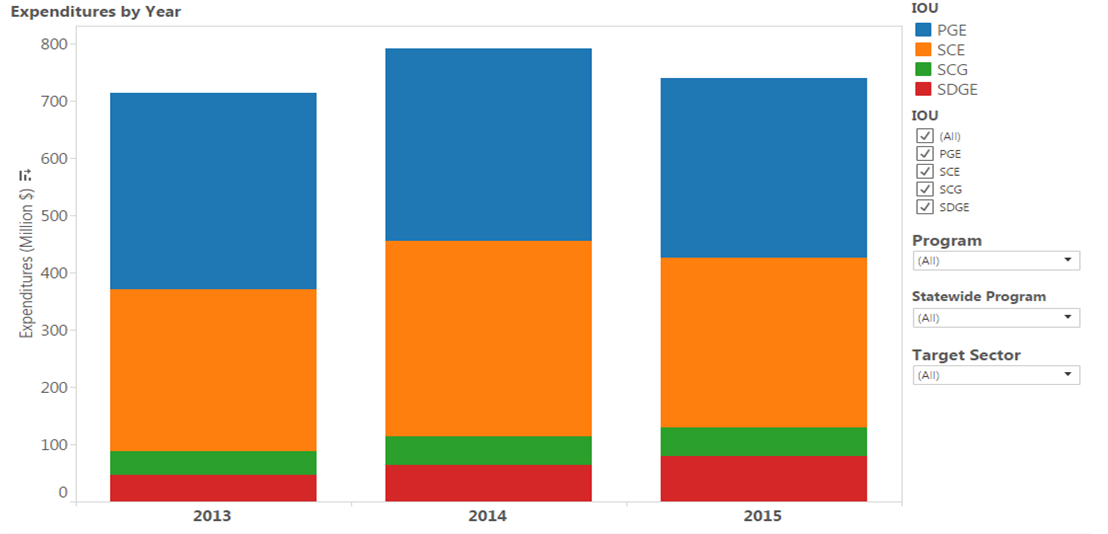 Expenditures by Year
800
700
600
500
400
300
200
100
0
Expenditures (Million $)
2013
2014
2015
IOU
PGE
SCE
SCG
SDGE
IOU
(All)
PGE
SCE
SCG
SDGE
Program
(All)
Statewide Program
(All)
Target Sector
(All)